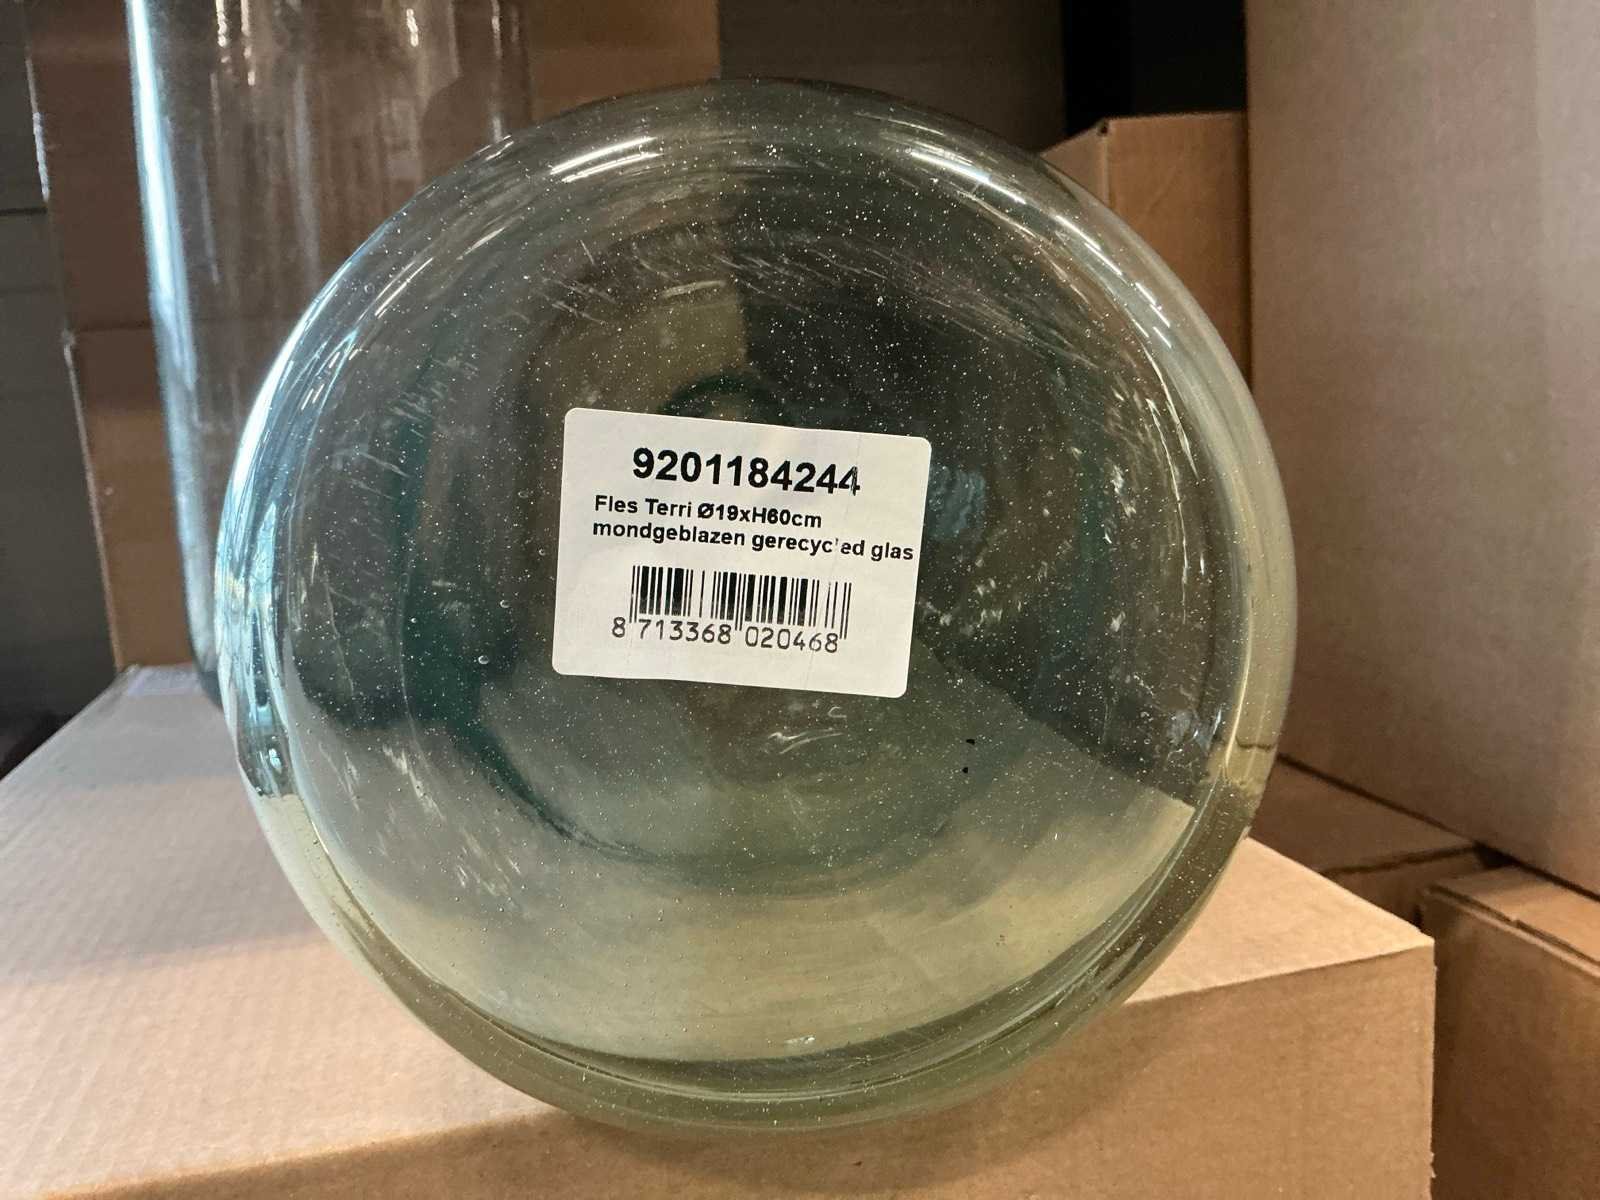 9201184244
Fles Terri Ø19xH60cm
mondgeblazen gerecycled glas
8 713368 020468